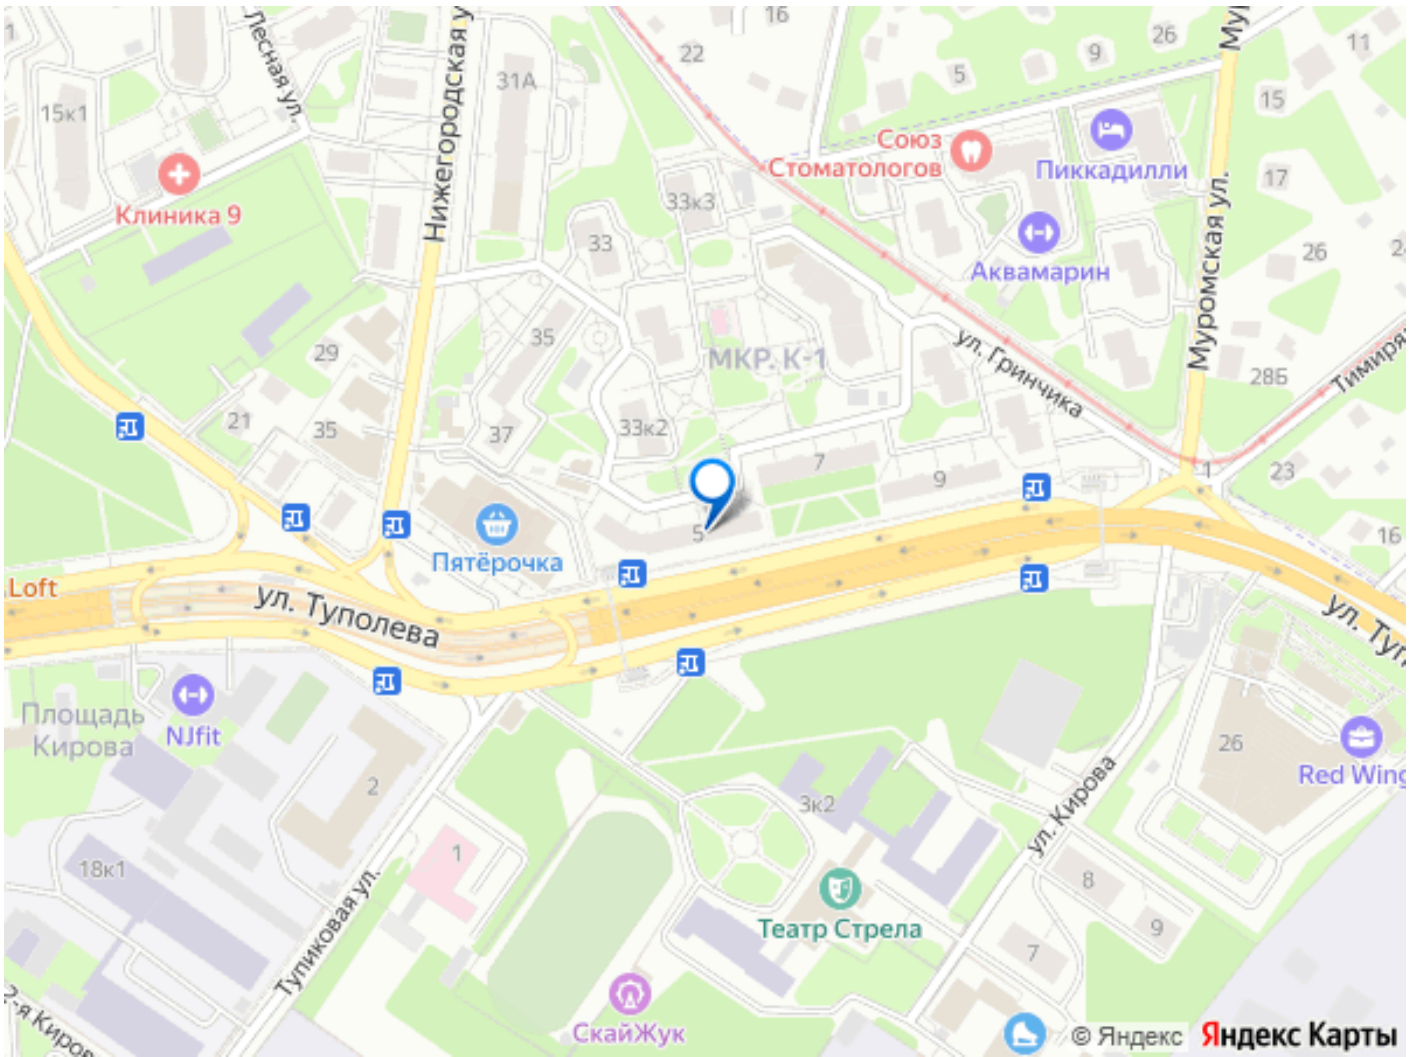 16
Лесная ул.
22
9
26
11
31А
5
15к1
15
Нижегородская у
Союз
Стоматологов
Пиккадилли
17
Клиника 9
33к3
Муромская ул.
33
Аквамарин
26
35
МКР. К-1
ул. Гринчика
29
28Б
Тимиря
21
35
37
33к2
7
9
1
23
5
16
Пятёрочка
Loft
ул. Туполева
ул. Туп
Площадь
Кирова
NJfit
26
Red Wing
2
3к2
ул. Кирова
18к1
1
8
Тупиковая ул.
Театр Стрела
9
7
2-я Киров
СкайЖук
© Яндекс Яндекс Карты